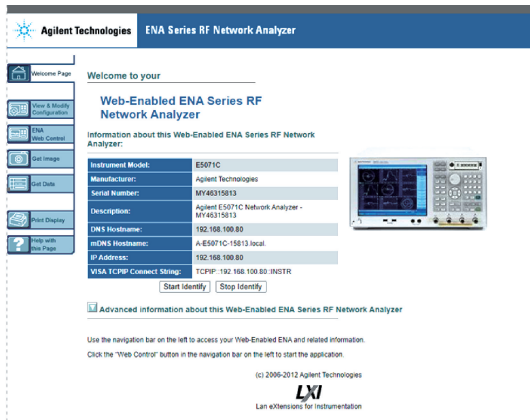 Agilent Technologies
ENA Series RF Network Analyzer
Welcome Page
View & Modify
Configuration
ENA
Web Control
Get Image
Get Data
Print Display
Help with
this Page
Welcome to your
Web-Enabled ENA Series RF
Network Analyzer
Information about this Web-Enabled ENA Series RF Network
Analyzer:
Instrument Model: E5071C
Manufacturer: Agilent Technologies
Serial Number: MY46315813
Description: Agilent E5071C Network Analyzer -
MY46315813
DNS Hostname: 192.168.100.80
mDNS Hostname: A-E5071C-15813.local.
IP Address: 192.168.100.80
VISA TCPIP Connect String: TCPIP::192.168.100.80::INSTR
Start Identify Stop Identify
Advanced information about this Web-Enabled ENA Series RF Network Analyzer
Use the navigation bar on the left to access your Web-Enabled ENA and related information.
Click the "Web Control" button in the navigation bar on the left to start the application.
(c) 2006-2012 Agilent Technologies
LXI
Lan eXtensions for Instrumentation